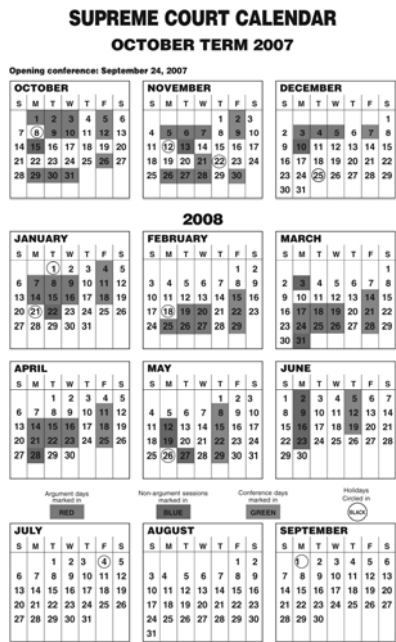 SUPREME COURT CALENDAR
OCTOBER TERM 2007
Opening conference: September 24, 2007
OCTOBER
S M T W T F S
1 2 3 4 5 6
7 8 9 10 11 12 13
14 15 16 17 18 19 20
21 22 23 24 25 26 27
28 29 30 31
NOVEMBER
S M T W T F S
1 2 3
4 5 6 7 8 9 10
11 12 13 14 15 16 17
18 19 20 21 22 23 24
25 26 27 28 29 30
DECEMBER
S M T W T F S
1
2 3 4 5 6 7 8
9 10 11 12 13 14 15
16 17 18 19 20 21 22
23 24 25 26 27 28 29
30 31
2008
JANUARY
S M T W T F S
1 2 3 4 5
6 7 8 9 10 11 12
13 14 15 16 17 18 19
20 21 22 23 24 25 26
27 28 29 30 31
FEBRUARY
S M T W T F S
1 2
3 4 5 6 7 8 9
10 11 12 13 14 15 16
17 18 19 20 21 22 23
24 25 26 27 28 29
MARCH
S M T W T F S
1
2 3 4 5 6 7 8
9 10 11 12 13 14 15
16 17 18 19 20 21 22
23 24 25 26 27 28 29
30 31
APRIL
S M T W T F S
1 2 3 4 5
6 7 8 9 10 11 12
13 14 15 16 17 18 19
20 21 22 23 24 25 26
27 28 29 30
MAY
S M T W T F S
1 2 3
4 5 6 7 8 9 10
11 12 13 14 15 16 17
18 19 20 21 22 23 24
25 26 27 28 29 30 31
JUNE
S M T W T F S
1 2 3 4 5 6 7
8 9 10 11 12 13 14
15 16 17 18 19 20 21
22 23 24 25 26 27 28
29 30
Argument days
marked in
RED
Non-argument sessions
marked in
BLUE
Conference days
marked in
GREEN
Holidays
Circled in
BLACK
JULY
S M T W T F S
1 2 3 4 5
6 7 8 9 10 11 12
13 14 15 16 17 18 19
20 21 22 23 24 25 26
27 28 29 30 31
AUGUST
S M T W T F S
1 2
3 4 5 6 7 8 9
10 11 12 13 14 15 16
17 18 19 20 21 22 23
24 25 26 27 28 29 30
31
SEPTEMBER
S M T W T F S
1 2 3 4 5 6
7 8 9 10 11 12 13
14 15 16 17 18 19 20
21 22 23 24 25 26 27
28 29 30